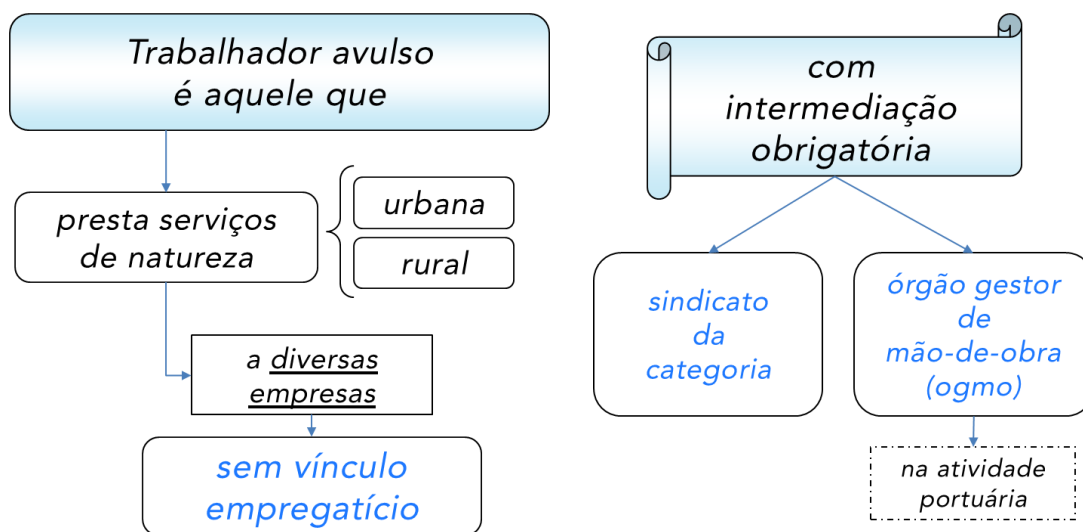 Trabalhador avulso
é aquele que
presta serviços
de natureza
urbana
rural
a diversas
empresas
sem vínculo
empregatício
com
intermediação
obrigatória
sindicato
da
categoria
órgão gestor
de
mão-de-obra
(ogmo)
na atividade
portuária